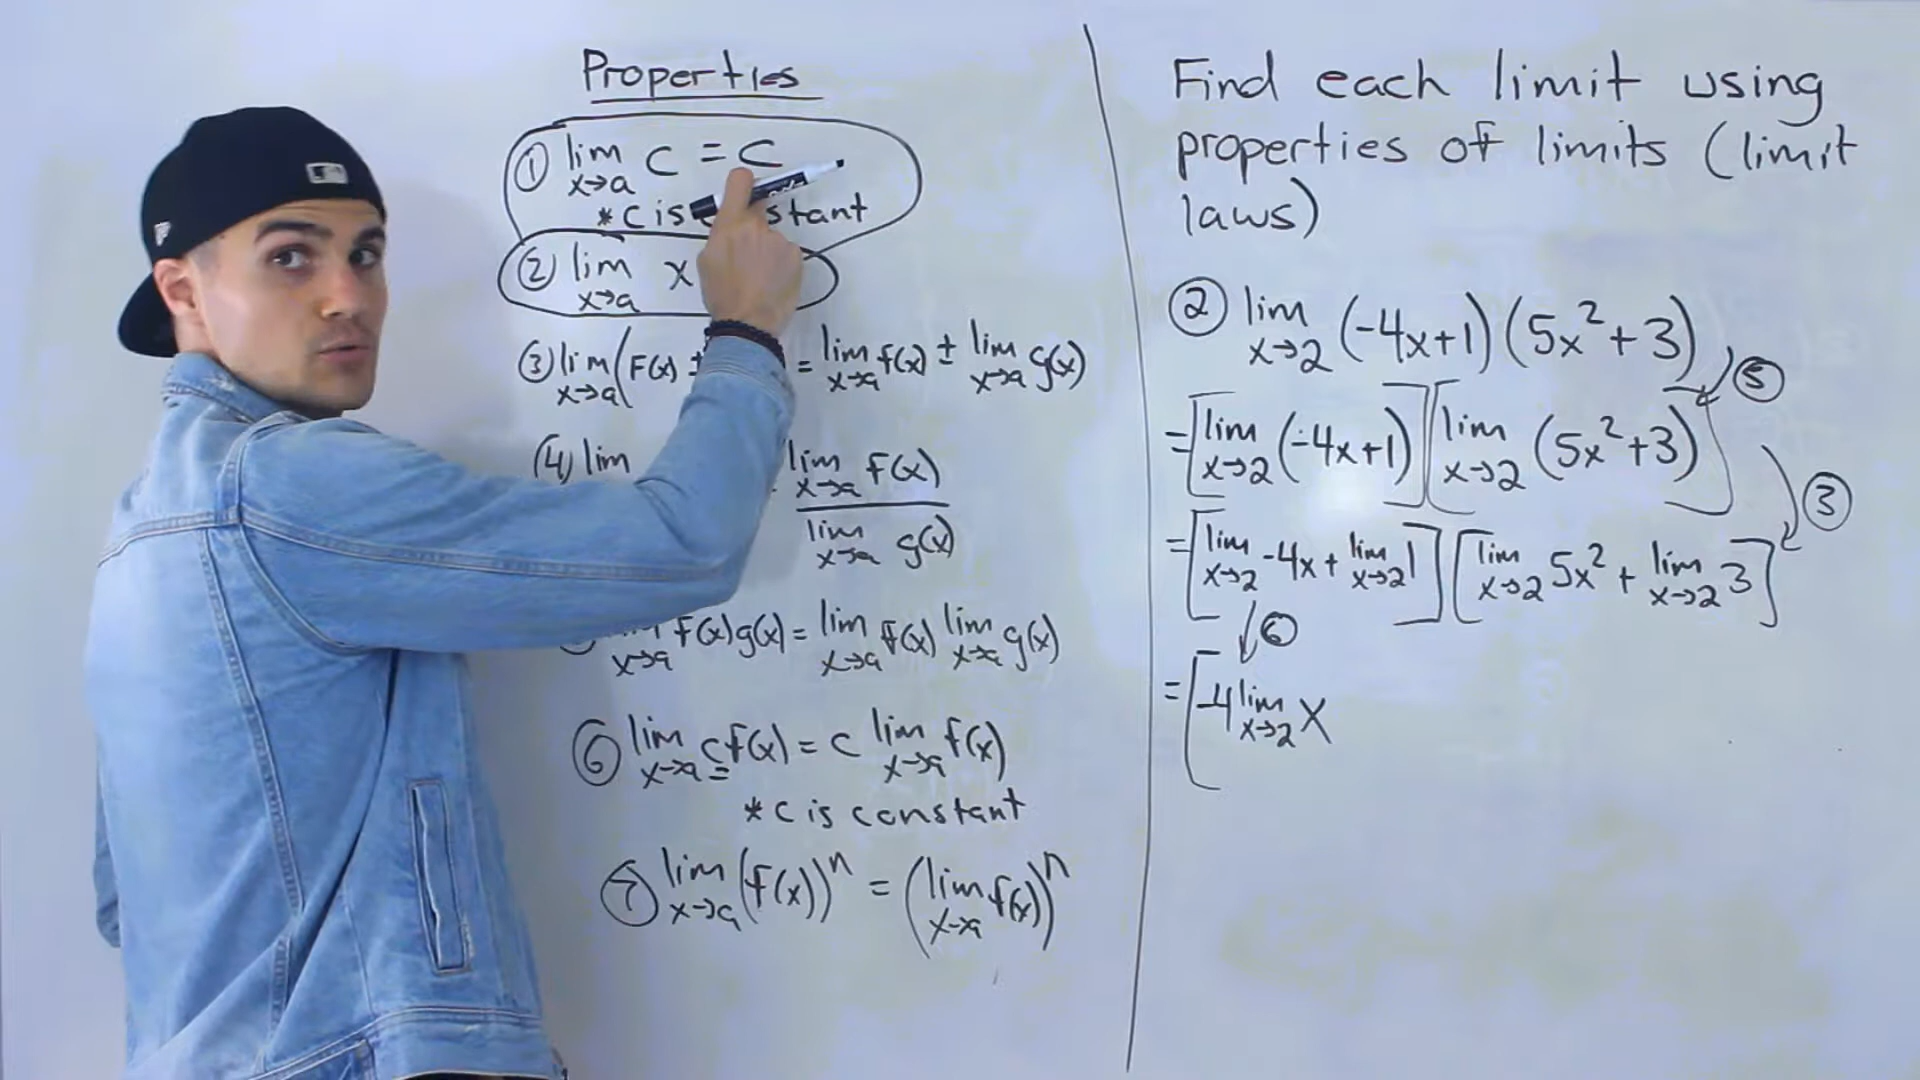 Properties
① lim x→a c = c
* c is constant
② lim x→a x
③ lim x→a (F(x) ± = lim x→a f(x) ± lim x→a g(x)
④ lim lim x→a f(x)
lim x→a g(x)
lim x→a f(x)g(x) = lim x→a f(x) lim x→a g(x)
⑥ lim x→a cf(x) = c lim x→a f(x)
* c is constant
⑦ lim x→a (f(x))ⁿ = (lim x→a f(x))ⁿ
Find each limit using
properties of limits (limit
laws)
② lim x→2 (-4x+1)(5x²+3)
⑤
= [lim x→2 (-4x+1)] [lim x→2 (5x²+3)]
③
= [lim x→2 -4x + lim x→2 1] [lim x→2 5x² + lim x→2 3]
⑥
= [-4 lim x→2 x